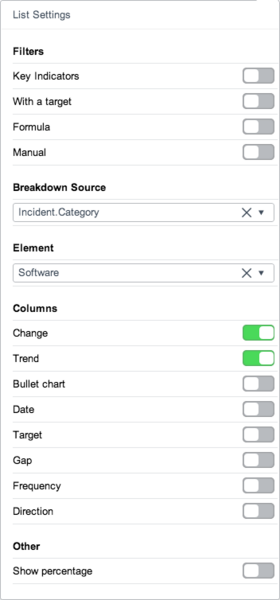 List Settings
Filters
Key Indicators
With a target
Formula
Manual
Breakdown Source
Incident.Category
Element
Software
Columns
Change
Trend
Bullet chart
Date
Target
Gap
Frequency
Direction
Other
Show percentage